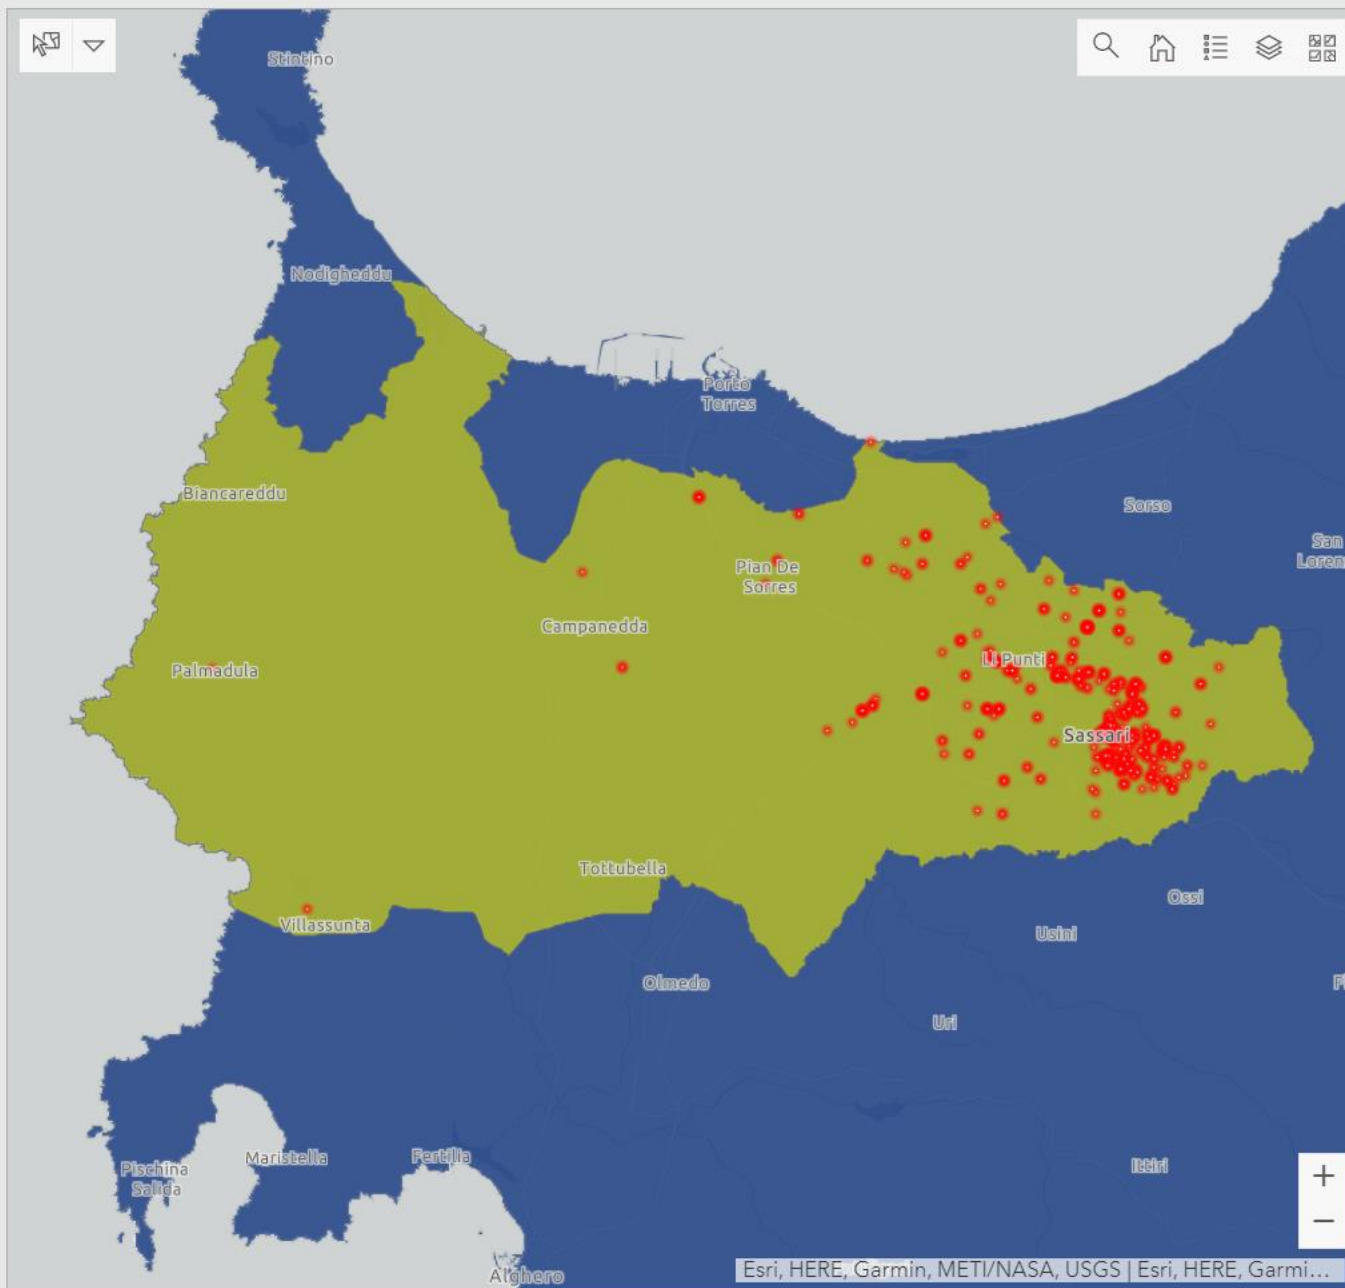 Stintino
Nodigheddu
Porto
Torres
Biancareddu
Sorso
San
Loren
Pian De
Sorres
Campanedda
Li Punti
Palmadula
Sassari
Tottubella
Ossi
Villassunta
Usini
Olmedo
Uri
Maristella
Fertilia
Pischina
Salida
Ittiri
Alghero
Esri, HERE, Garmin, METI/NASA, USGS | Esri, HERE, Garmi...